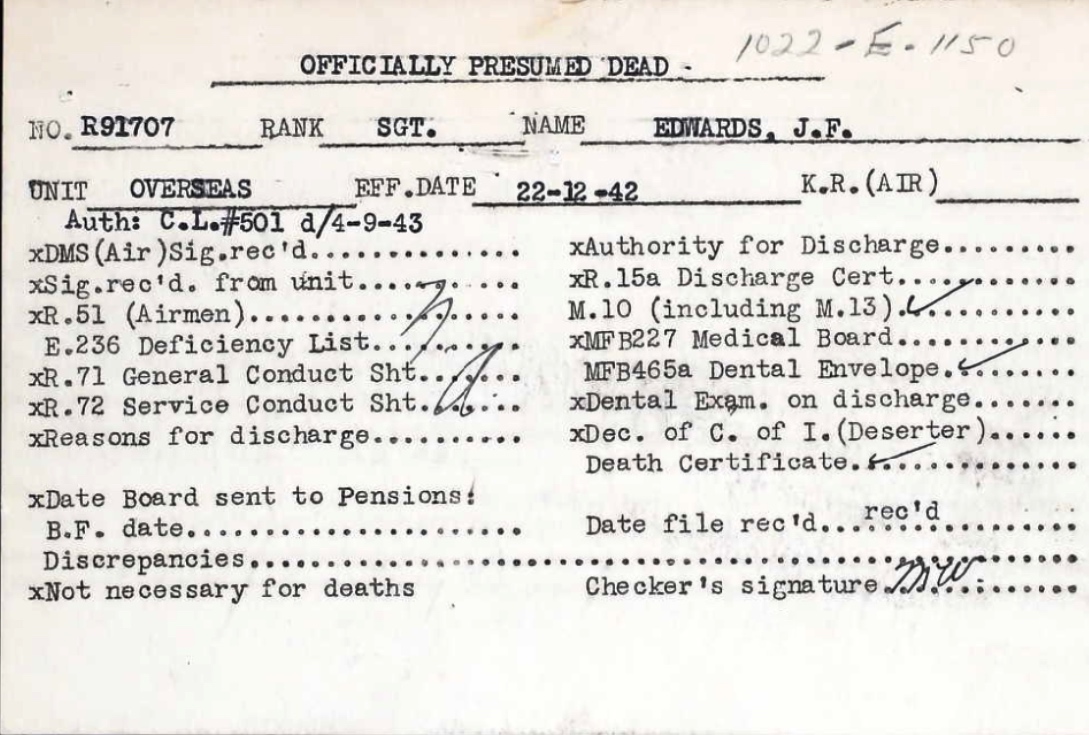 1022-E-1150
OFFICIALLY PRESUMED DEAD -
NO. R91707 RANK SGT. NAME EDWARDS, J.F.
UNIT OVERSEAS EFF.DATE 22-12-42 K.R.(AIR)
Auth: C.L.#501 d/4-9-43
xDMS(Air)Sig.rec'd.............. xAuthority for Discharge.........
xSig.rec'd. from unit........... xR.15a Discharge Cert............
xR.51 (Airmen).................. M.10 (including M.13)............
E.236 Deficiency List.......... xMFB227 Medical Board............
xR.71 General Conduct Sht....... MFB465a Dental Envelope.........
xR.72 Service Conduct Sht....... xDental Exam. on discharge.......
xReasons for discharge.......... xDec. of C. of I.(Deserter)......
Death Certificate...............
xDate Board sent to Pensions:
B.F. date....................... Date file rec'd..rec'd..........
Discrepancies...................................................
xNot necessary for deaths Checker's signature............